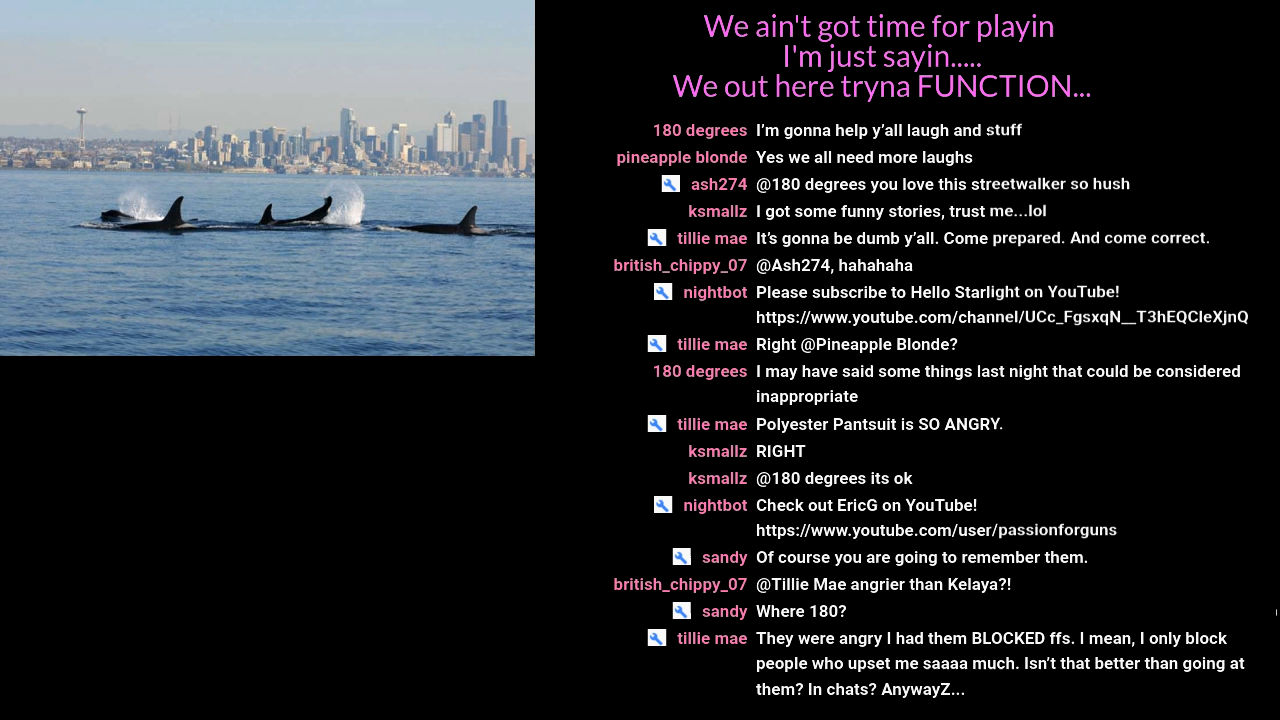 We ain't got time for playin
I'm just sayin.....
We out here tryna FUNCTION...
180 degrees I’m gonna help y’all laugh and stuff
pineapple blonde Yes we all need more laughs
ash274 @180 degrees you love this streetwalker so hush
ksmallz I got some funny stories, trust me...lol
tillie mae It’s gonna be dumb y’all. Come prepared. And come correct.
british_chippy_07 @Ash274, hahahaha
nightbot Please subscribe to Hello Starlight on YouTube!
https://www.youtube.com/channel/UCc_FgsxqN__T3hEQCIeXjnQ
tillie mae Right @Pineapple Blonde?
180 degrees I may have said some things last night that could be considered
inappropriate
tillie mae Polyester Pantsuit is SO ANGRY.
ksmallz RIGHT
ksmallz @180 degrees its ok
nightbot Check out EricG on YouTube!
https://www.youtube.com/user/passionforguns
sandy Of course you are going to remember them.
british_chippy_07 @Tillie Mae angrier than Kelaya?!
sandy Where 180?
tillie mae They were angry I had them BLOCKED ffs. I mean, I only block
people who upset me saaaa much. Isn’t that better than going at
them? In chats? AnywayZ...